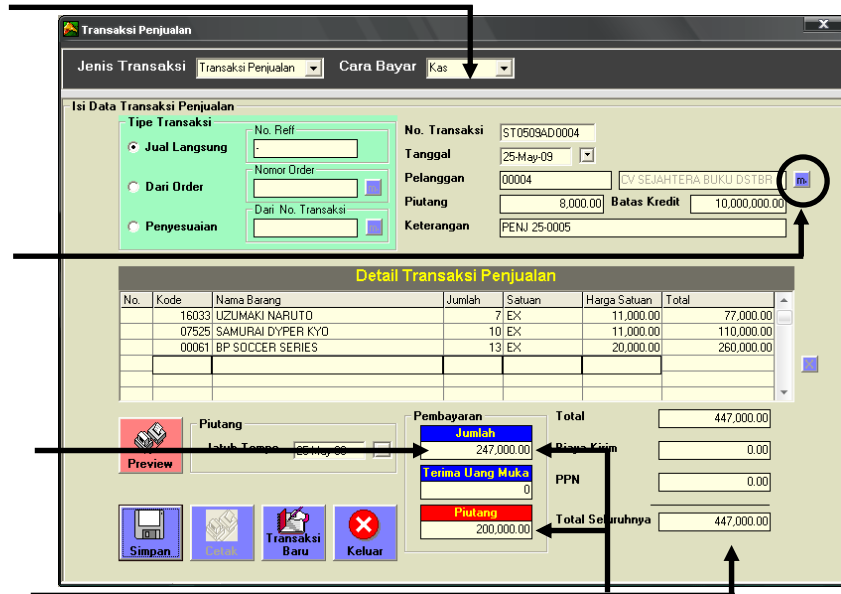 Transaksi Penjualan
Jenis Transaksi Transaksi Penjualan Cara Bayar Kas
Isi Data Transaksi Penjualan
Tipe Transaksi
Jual Langsung
No. Reff
-
Dari Order
Nomor Order
Penyesuaian
Dari No. Transaksi
No. Transaksi ST0509AD0004
Tanggal 25-May-09
Pelanggan 00004 CV SEJAHTERA BUKU DSTBR
Piutang 8,000.00 Batas Kredit 10,000,000.00
Keterangan PENJ 25-0005
Detail Transaksi Penjualan
No. Kode Nama Barang Jumlah Satuan Harga Satuan Total
16033 UZUMAKI NARUTO 7 EX 11,000.00 77,000.00
07525 SAMURAI DYPER KYO 10 EX 11,000.00 110,000.00
00061 BP SOCCER SERIES 13 EX 20,000.00 260,000.00
Preview
Piutang
Jatuh Tempo 25-May-09
Pembayaran
Jumlah
247,000.00
Terima Uang Muka
0
Piutang
200,000.00
Total 447,000.00
Biaya Kirim 0.00
PPN 0.00
Total Seluruhnya 447,000.00
Simpan
Cetak
Transaksi
Baru
Keluar